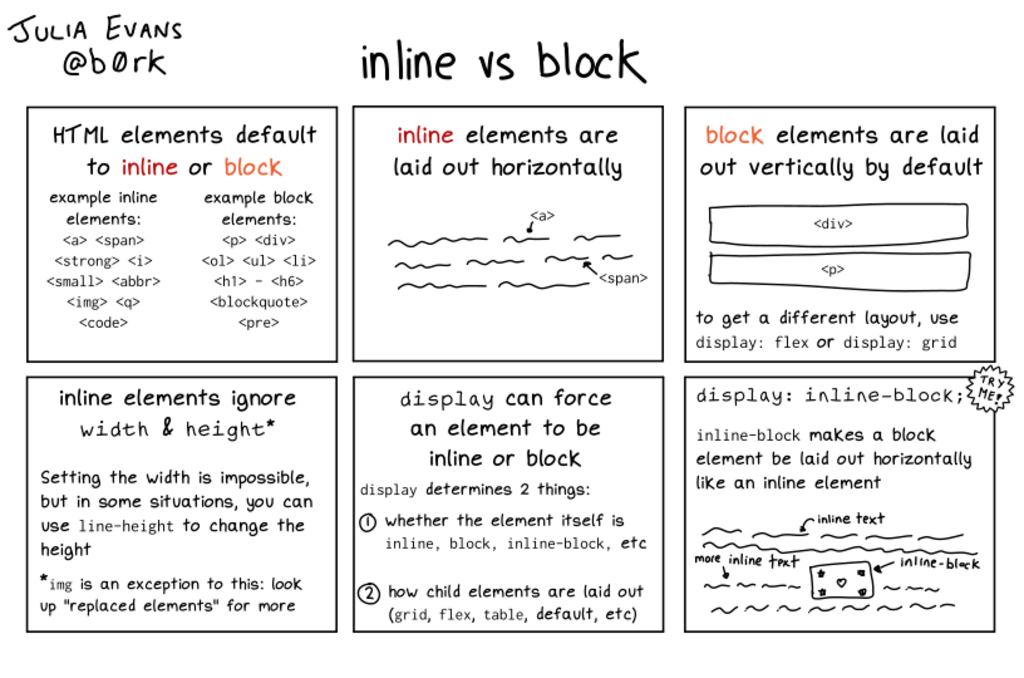 JULIA EVANS
@b0rk
inline vs block
HTML elements default
to inline or block
example inline
elements:
<a> <span>
<strong> <i>
<small> <abbr>
<img> <q>
<code>
example block
elements:
<p> <div>
<ol> <ul> <li>
<h1> - <h6>
<blockquote>
<pre>
inline elements are
laid out horizontally
<a>
<span>
block elements are laid
out vertically by default
<div>
<p>
to get a different layout, use
display: flex or display: grid
inline elements ignore
width & height*
Setting the width is impossible,
but in some situations, you can
use line-height to change the
height
*img is an exception to this: look
up "replaced elements" for more
display can force
an element to be
inline or block
display determines 2 things:
① whether the element itself is
inline, block, inline-block, etc
② how child elements are laid out
(grid, flex, table, default, etc)
TRY
ME!
display: inline-block;
inline-block makes a block
element be laid out horizontally
like an inline element
inline text
more inline text
inline-block